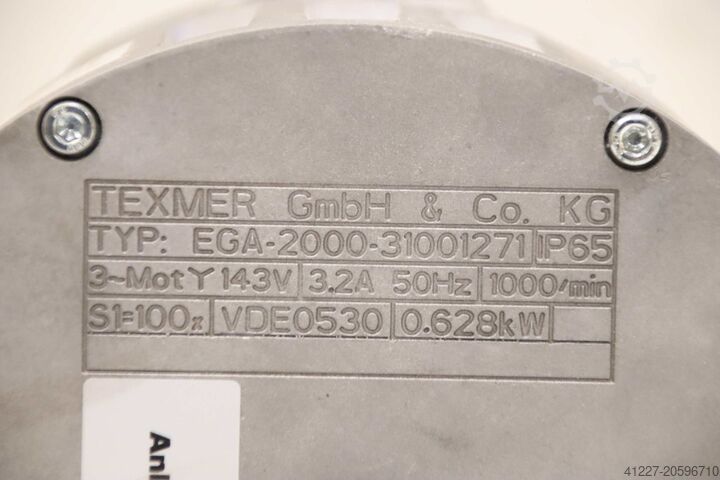 TEXMER GmbH & Co. KG
TYP: EGA-2000-31001271 IP65
3~Mot Y 143V 3.2A 50Hz 1000/min
S1=100% VDE0530 0.628kW
41227-20596710